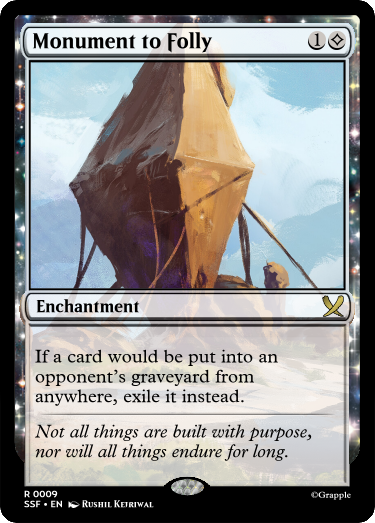 Monument to Folly 1
Enchantment
If a card would be put into an
opponent's graveyard from
anywhere, exile it instead.
Not all things are built with purpose,
nor will all things endure for long.
R 0009
SSF • EN Rushil Kejriwal
©Grapple